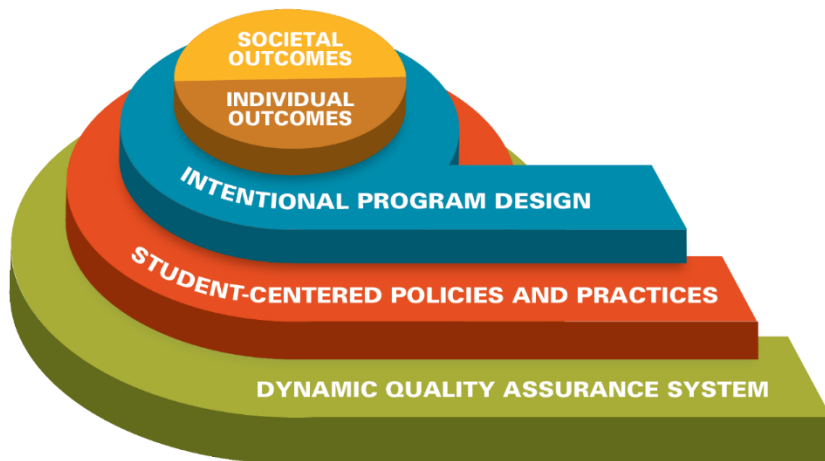 SOCIETAL
OUTCOMES
INDIVIDUAL
OUTCOMES
INTENTIONAL PROGRAM DESIGN
STUDENT-CENTERED POLICIES AND PRACTICES
DYNAMIC QUALITY ASSURANCE SYSTEM